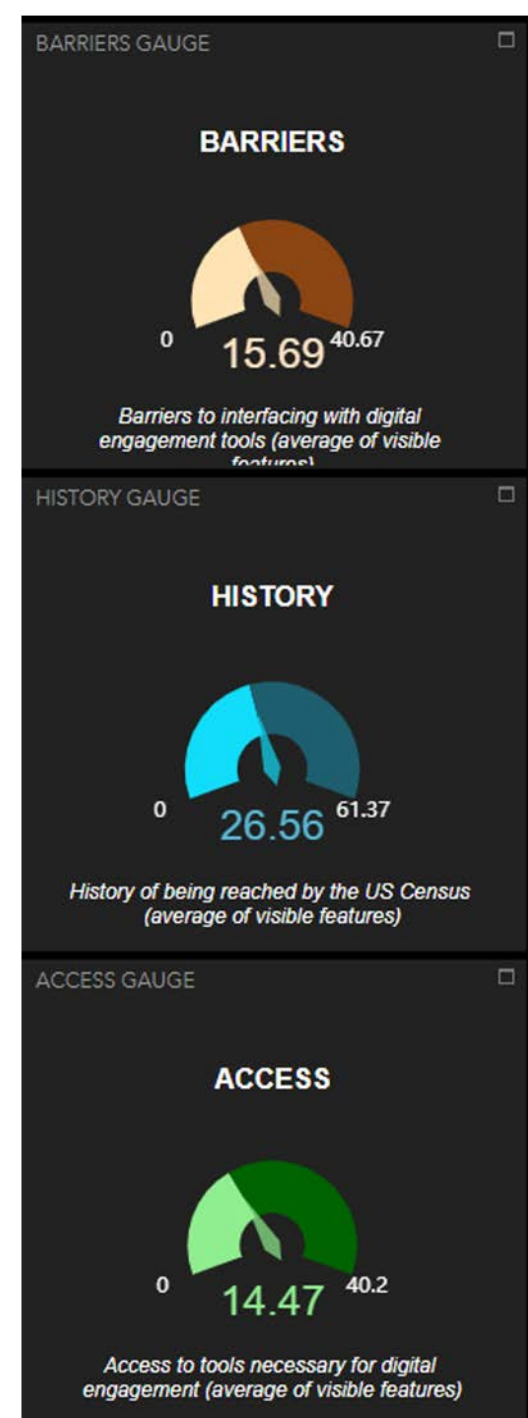 BARRIERS GAUGE
BARRIERS
0
40.67
15.69
Barriers to interfacing with digital
engagement tools (average of visible
features)
HISTORY GAUGE
HISTORY
0
61.37
26.56
History of being reached by the US Census
(average of visible features)
ACCESS GAUGE
ACCESS
0
40.2
14.47
Access to tools necessary for digital
engagement (average of visible features)